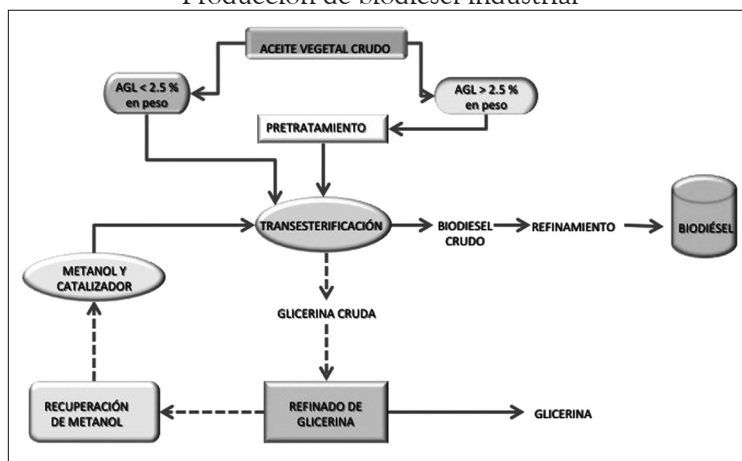 Producción de biodiésel industrial
ACEITE VEGETAL CRUDO
AGL < 2.5 %
en peso
AGL > 2.5 %
en peso
PRETRATAMIENTO
TRANSESTERIFICACIÓN
BIODIESEL
CRUDO
REFINAMIENTO
BIODIÉSEL
METANOL Y
CATALIZADOR
GLICERINA CRUDA
RECUPERACIÓN
DE METANOL
REFINADO DE
GLICERINA
GLICERINA